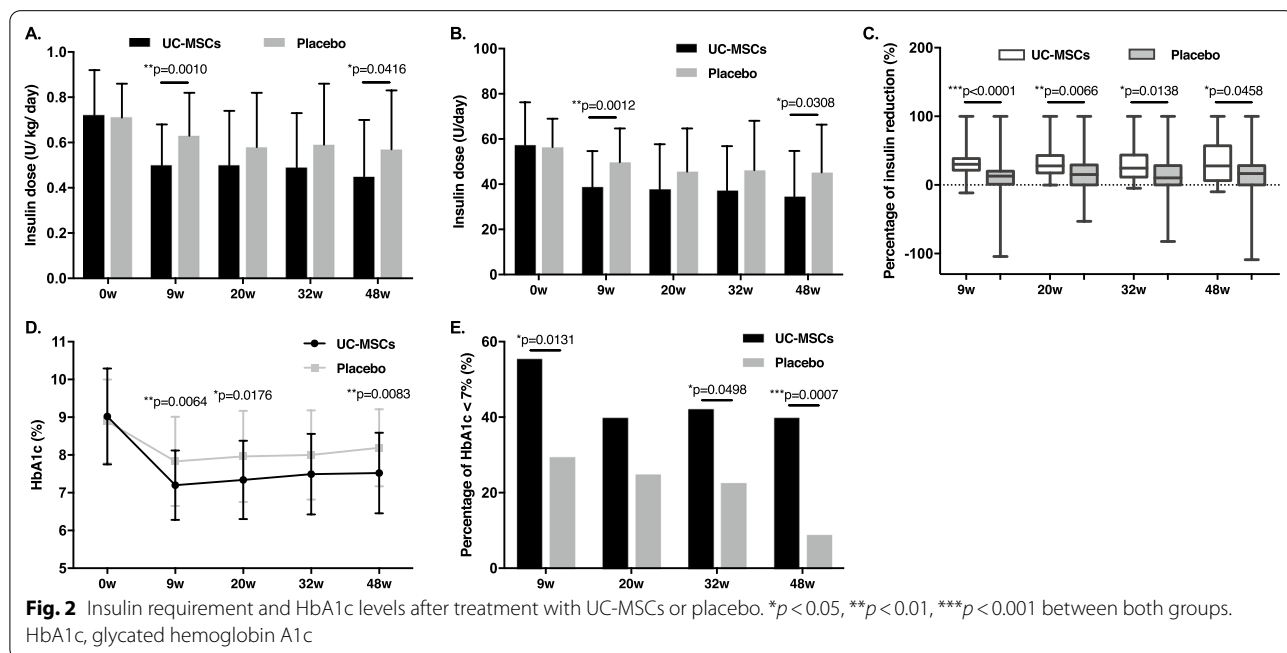 A.
UC-MSCs Placebo
**p=0.0010
*p=0.0416
Insulin dose (U/ kg/ day)
1.0
0.8
0.6
0.4
0.2
0.0
0w 9w 20w 32w 48w
B.
UC-MSCs
Placebo
**p=0.0012
*p=0.0308
Insulin dose (U/day)
100
80
60
40
20
0
0w 9w 20w 32w 48w
C.
UC-MSCs Placebo
***p<0.0001 **p=0.0066 *p=0.0138 *p=0.0458
Percentage of insulin reduction (%)
200
100
0
-100
9w 20w 32w 48w
D.
UC-MSCs
Placebo
**p=0.0064 *p=0.0176 **p=0.0083
HbA1c (%)
11
10
9
8
7
6
5
0w 9w 20w 32w 48w
E.
UC-MSCs
Placebo
*p=0.0131
*p=0.0498
***p=0.0007
Percentage of HbA1c < 7% (%)
60
40
20
0
9w 20w 32w 48w
Fig. 2 Insulin requirement and HbA1c levels after treatment with UC-MSCs or placebo. *p < 0.05, **p < 0.01, ***p < 0.001 between both groups.
HbA1c, glycated hemoglobin A1c